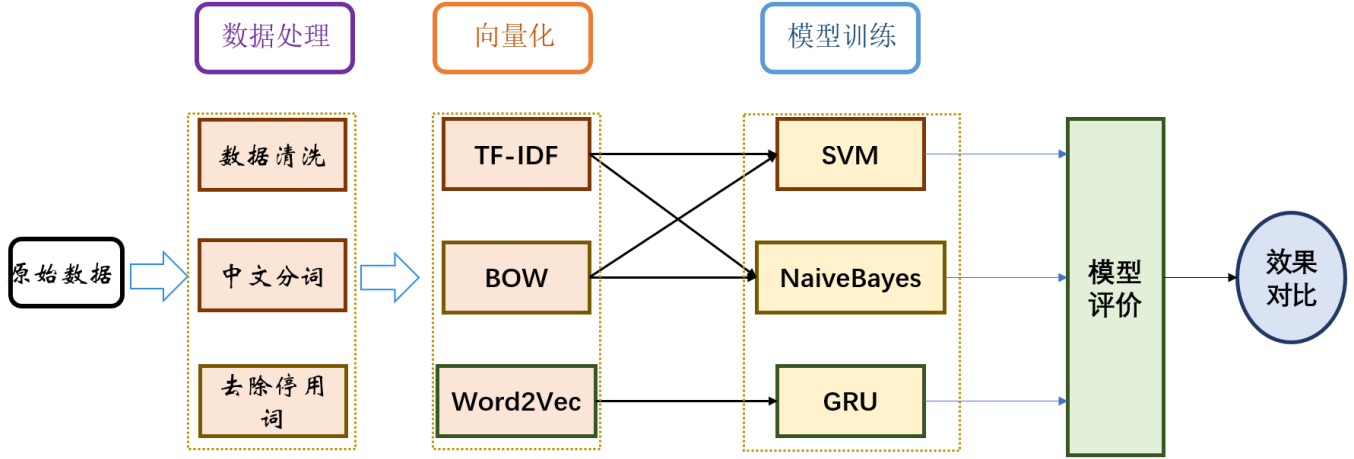 数据处理
向量化
模型训练
数据清洗
TF-IDF
SVM
原始数据
中文分词
BOW
NaiveBayes
模型
评价
效果
对比
去除停用
词
Word2Vec
GRU